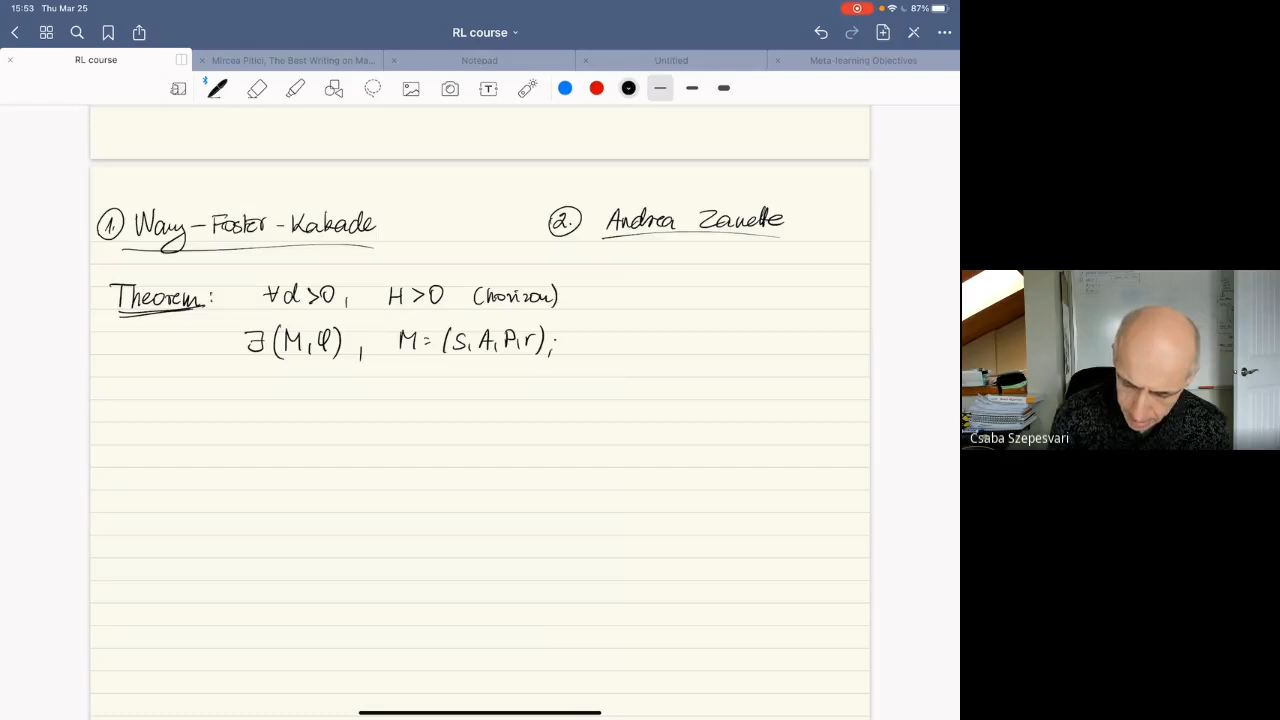 15:53 Thu Mar 25
87%
RL course
RL course
Mircea Pitici, The Best Writing on Ma...
Notepad
Untitled
Meta-learning Objectives
① Wang-Foster-Kakade
②. Andrea Zanette
Theorem: ∀d>0, H>0 (horizon)
∃(M,φ), M=(S,A,P,r);
Csaba Szepesvari